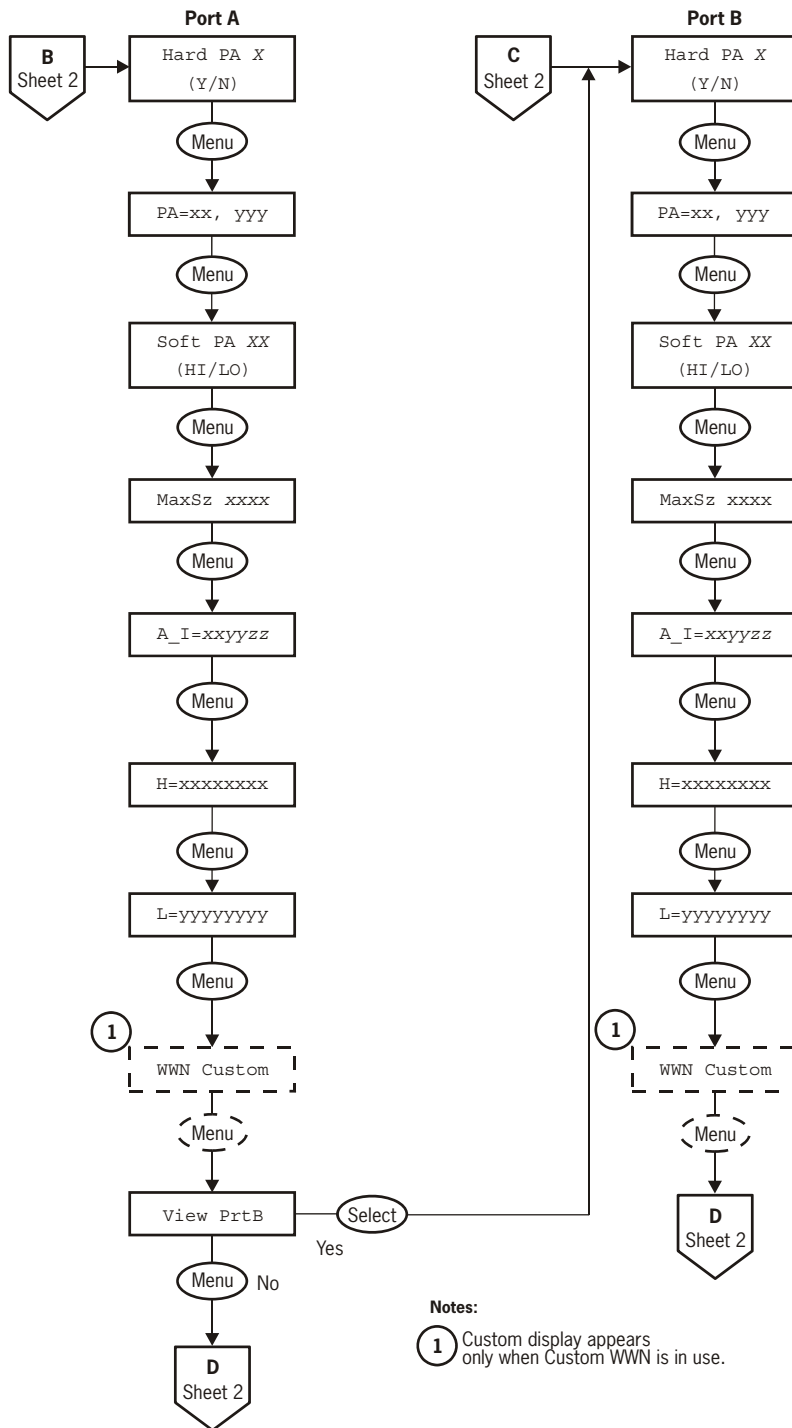 Port A
B
Sheet 2
Hard PA X
(Y/N)
Menu
PA=xx, yyy
Menu
Soft PA XX
(HI/LO)
Menu
MaxSz xxxx
Menu
A_I=xxyyzz
Menu
H=xxxxxxxx
Menu
L=yyyyyyyy
Menu
1
WWN Custom
Menu
View PrtB
Select
Yes
Menu
No
D
Sheet 2
Port B
C
Sheet 2
Hard PA X
(Y/N)
Menu
PA=xx, yyy
Menu
Soft PA XX
(HI/LO)
Menu
MaxSz xxxx
Menu
A_I=xxyyzz
Menu
H=xxxxxxxx
Menu
L=yyyyyyyy
Menu
1
WWN Custom
Menu
D
Sheet 2
Notes:
1
Custom display appears
only when Custom WWN is in use.